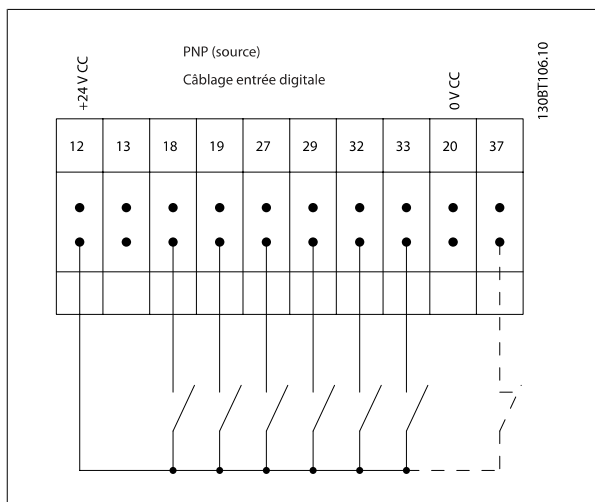 PNP (source)
Câblage entrée digitale
+24 V CC
0 V CC
130BT106.10
12 13 18 19 27 29 32 33 20 37